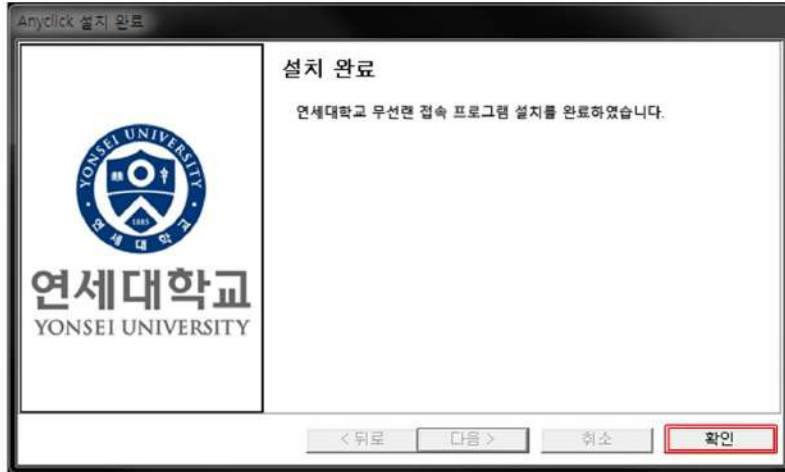 Anyclick 설치 완료
설치 완료
연세대학교 무선랜 접속 프로그램 설치를 완료하였습니다.
YONSEI UNIVERSITY
1885
연세대학교
연세대학교
YONSEI UNIVERSITY
< 뒤로
다음 >
취소
확인